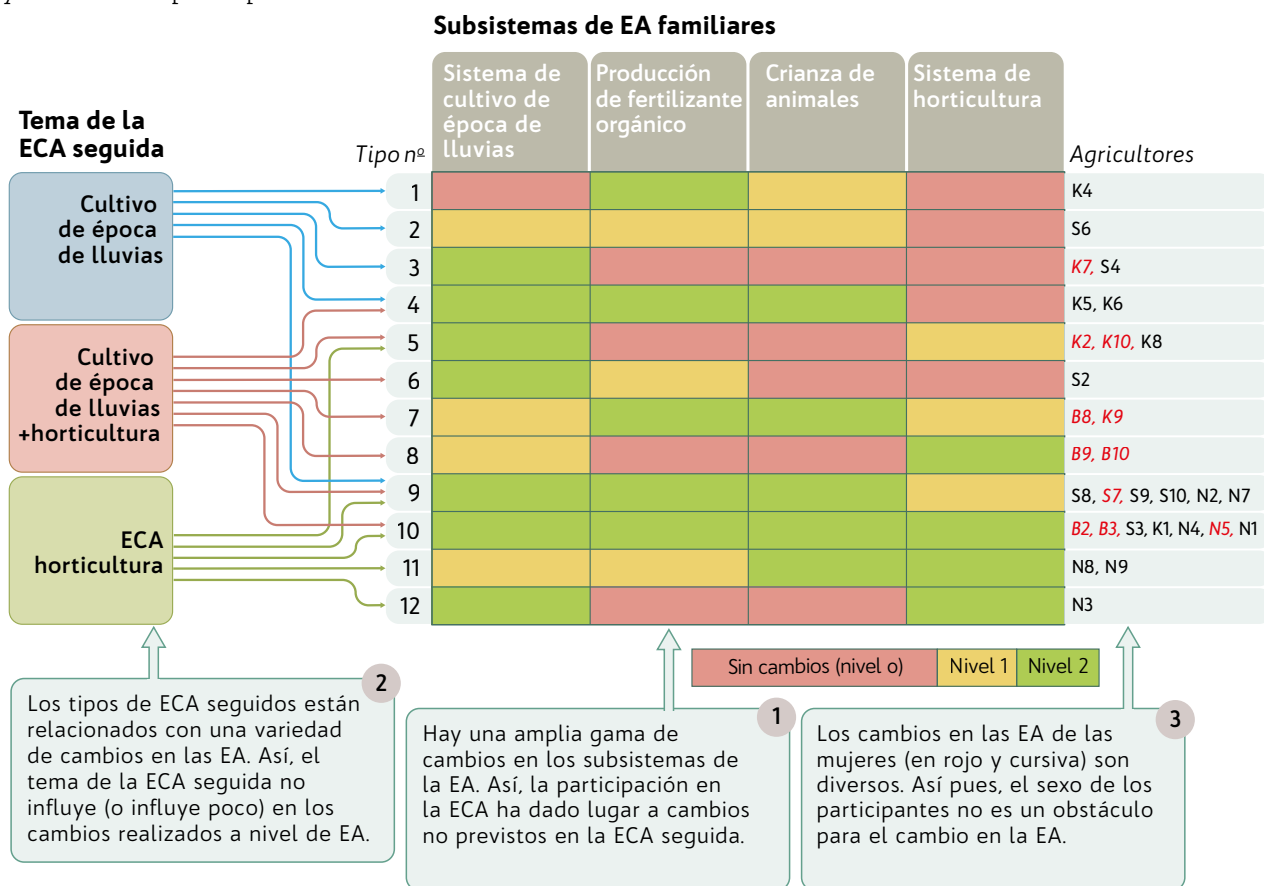 Subsistemas de EA familiares
Tema de la
ECA seguida
Tipo nº
Sistema de
cultivo de
época de
lluvias
Producción
de fertilizante
orgánico
Crianza de
animales
Sistema de
horticultura
Agricultores
Cultivo
de época
de lluvias
Cultivo
de época
de lluvias
+horticultura
ECA
horticultura
1
K4
2
S6
3
K7, S4
4
K5, K6
5
K2, K10, K8
6
S2
7
B8, K9
8
B9, B10
9
S8, S7, S9, S10, N2, N7
10
B2, B3, S3, K1, N4, N5, N1
11
N8, N9
12
N3
Sin cambios (nivel 0)
Nivel 1
Nivel 2
2
Los tipos de ECA seguidos están
relacionados con una variedad
de cambios en las EA. Así, el
tema de la ECA seguida no
influye (o influye poco) en los
cambios realizados a nivel de EA.
1
Hay una amplia gama de
cambios en los subsistemas de
la EA. Así, la participación en
la ECA ha dado lugar a cambios
no previstos en la ECA seguida.
3
Los cambios en las EA de las
mujeres (en rojo y cursiva) son
diversos. Así pues, el sexo de los
participantes no es un obstáculo
para el cambio en la EA.